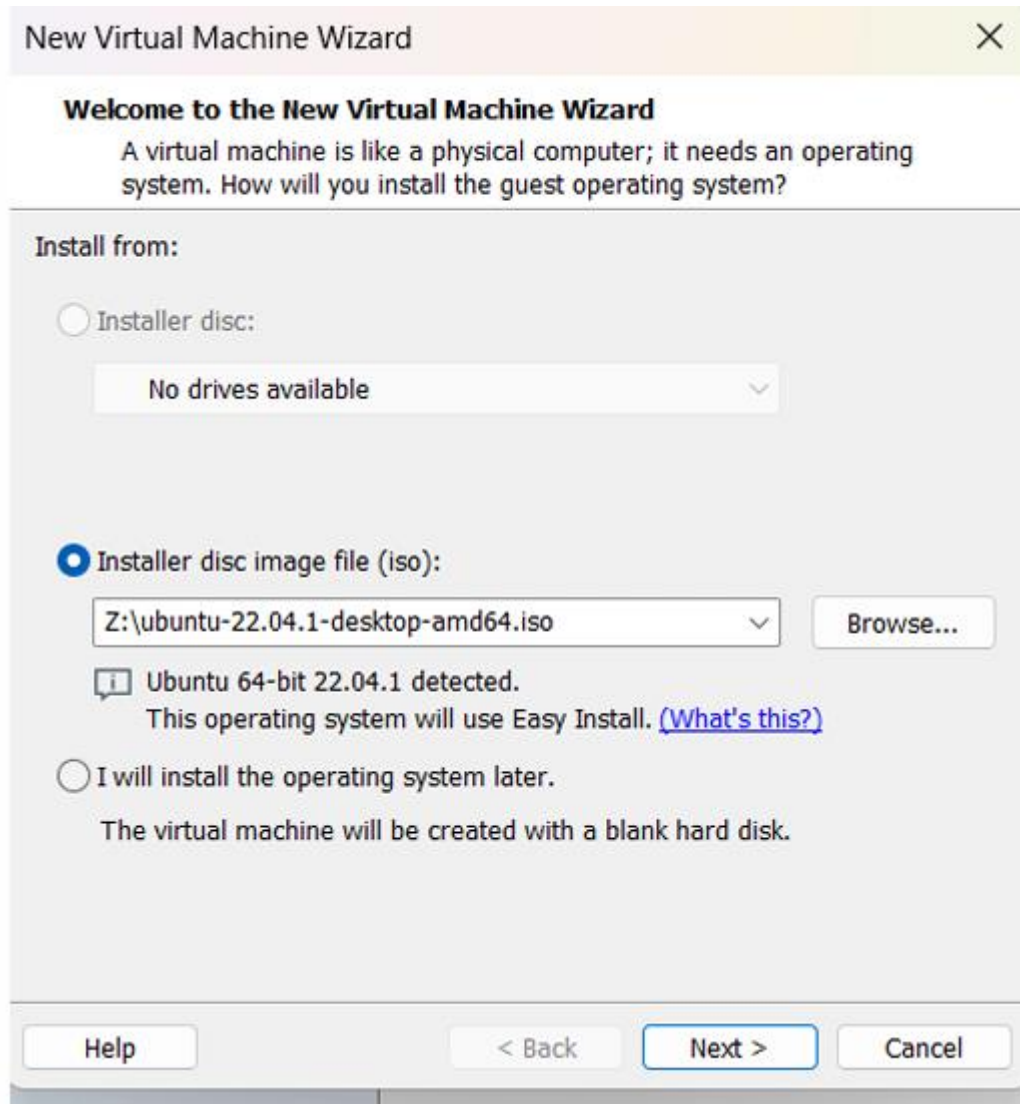 New Virtual Machine Wizard
Welcome to the New Virtual Machine Wizard
A virtual machine is like a physical computer; it needs an operating
system. How will you install the guest operating system?
Install from:
Installer disc:
No drives available
Installer disc image file (iso):
Z:\ubuntu-22.04.1-desktop-amd64.iso
Browse...
Ubuntu 64-bit 22.04.1 detected.
This operating system will use Easy Install. (What's this?)
I will install the operating system later.
The virtual machine will be created with a blank hard disk.
Help
< Back
Next >
Cancel